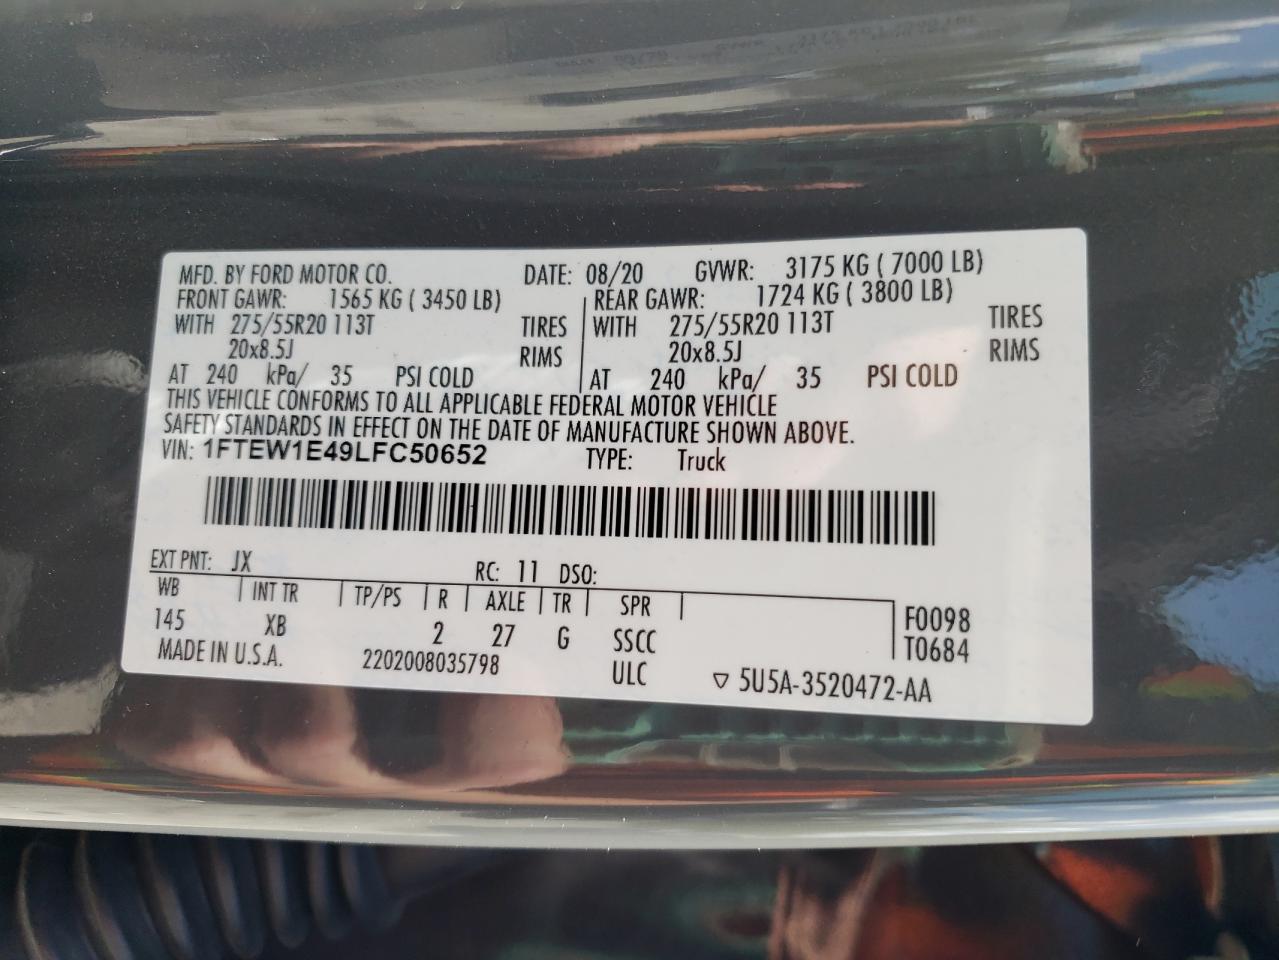 MFD. BY FORD MOTOR CO. DATE: 08/20 GVWR: 3175 KG ( 7000 LB)
FRONT GAWR: 1565 KG ( 3450 LB) REAR GAWR: 1724 KG ( 3800 LB)
WITH 275/55R20 113T TIRES WITH 275/55R20 113T TIRES
20x8.5J RIMS 20x8.5J RIMS
AT 240 kPa/ 35 PSI COLD AT 240 kPa/ 35 PSI COLD
THIS VEHICLE CONFORMS TO ALL APPLICABLE FEDERAL MOTOR VEHICLE
SAFETY STANDARDS IN EFFECT ON THE DATE OF MANUFACTURE SHOWN ABOVE.
VIN: 1FTEW1E49LFC50652 TYPE: Truck
EXT PNT: JX RC: 11 DSO:
WB INT TR TP/PS R AXLE TR SPR F0098
145 XB 2 27 G SSCC T0684
MADE IN U.S.A. 2202008035798 ULC ▽ 5U5A-3520472-AA